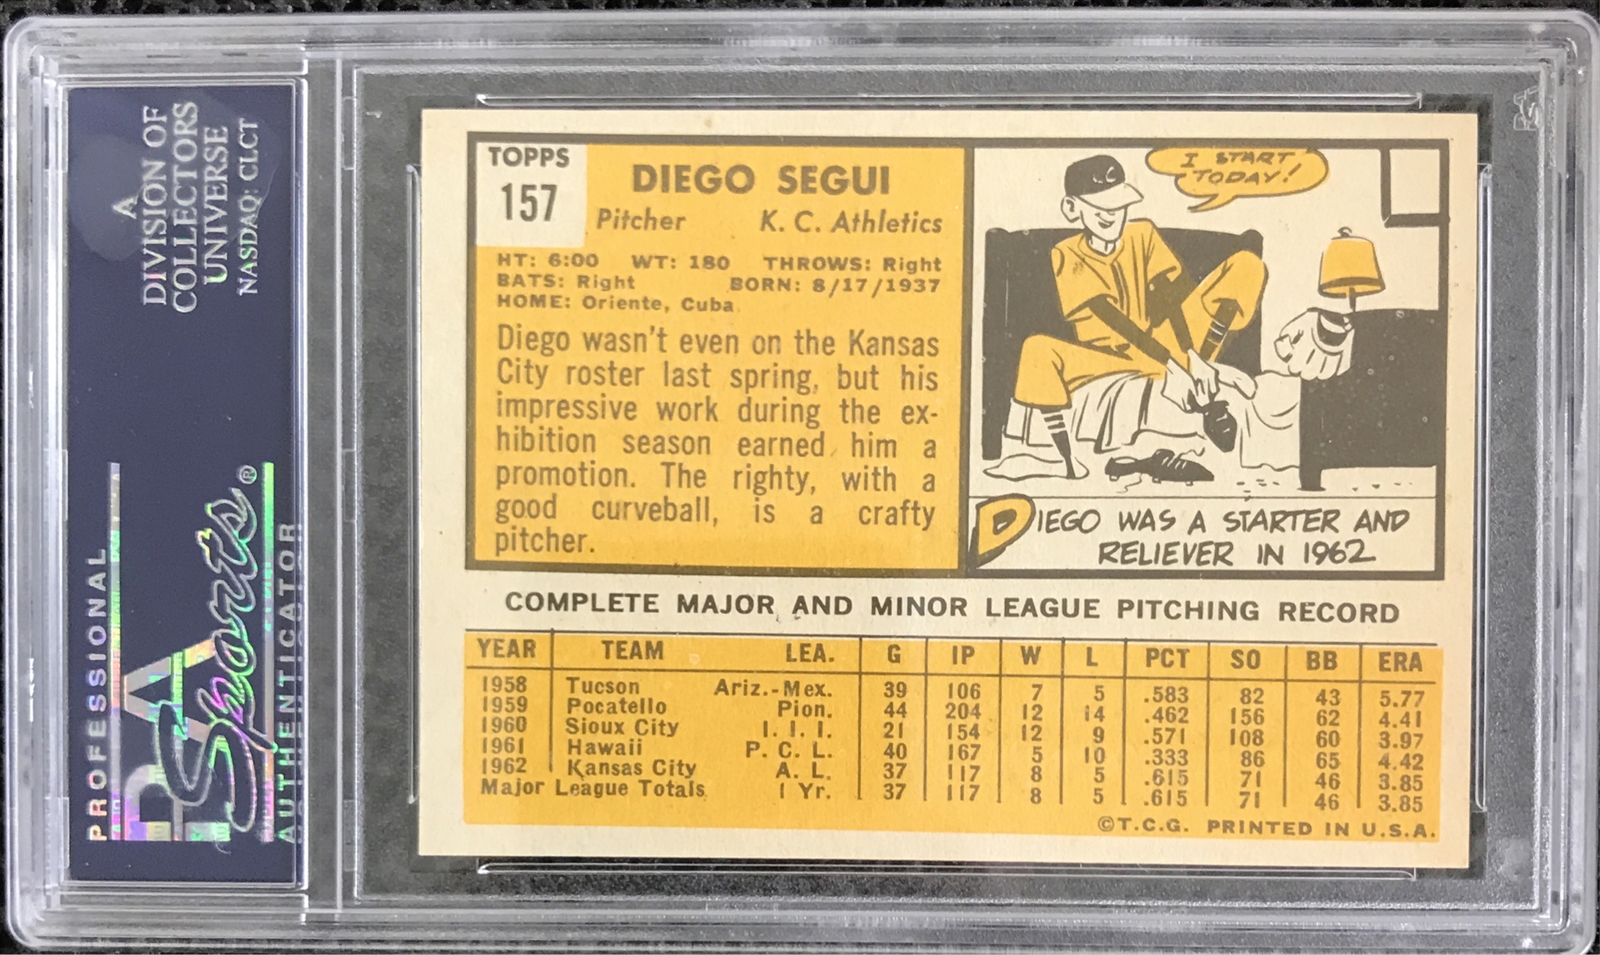 A
DIVISION OF
COLLECTORS
UNIVERSE
NASDAQ: CLCT
PROFESSIONAL
PSA
Sports®
AUTHENTICATOR
TOPPS
157
DIEGO SEGUI
Pitcher K. C. Athletics
HT: 6:00 WT: 180 THROWS: Right
BATS: Right BORN: 8/17/1937
HOME: Oriente, Cuba
Diego wasn't even on the Kansas
City roster last spring, but his
impressive work during the ex-
hibition season earned him a
promotion. The righty, with a
good curveball, is a crafty
pitcher.
I START
TODAY!
KC
DIEGO WAS A STARTER AND
RELIEVER IN 1962
COMPLETE MAJOR AND MINOR LEAGUE PITCHING RECORD
YEAR TEAM LEA. G IP W L PCT SO BB ERA
1958 Tucson Ariz.-Mex. 39 106 7 5 .583 82 43 5.77
1959 Pocatello Pion. 44 204 12 14 .462 156 62 4.41
1960 Sioux City I. I. I. 21 154 12 9 .571 108 60 3.97
1961 Hawaii P. C. L. 40 167 5 10 .333 86 65 4.42
1962 Kansas City A. L. 37 117 8 5 .615 71 46 3.85
Major League Totals 1 Yr. 37 117 8 5 .615 71 46 3.85
©T.C.G. PRINTED IN U.S.A.
PSA